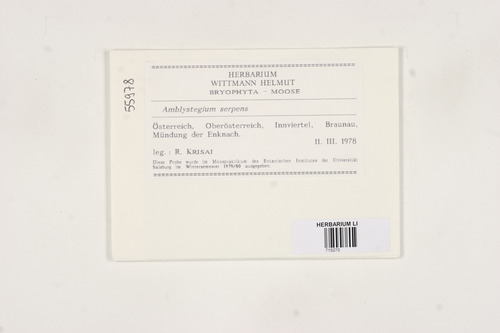 55978
HERBARIUM
WITTMANN HELMUT
BRYOPHYTA - MOOSE
Amblystegium serpens
Österreich, Oberösterreich, Innviertel, Braunau,
Mündung der Enknach.
11. III. 1978
leg.: R. KRISAI
Diese Probe wurde im Moospraktikum des Botanischen Institutes der Universität
Salzburg im Wintersemester 1979/80 ausgegeben.
HERBARIUM LI